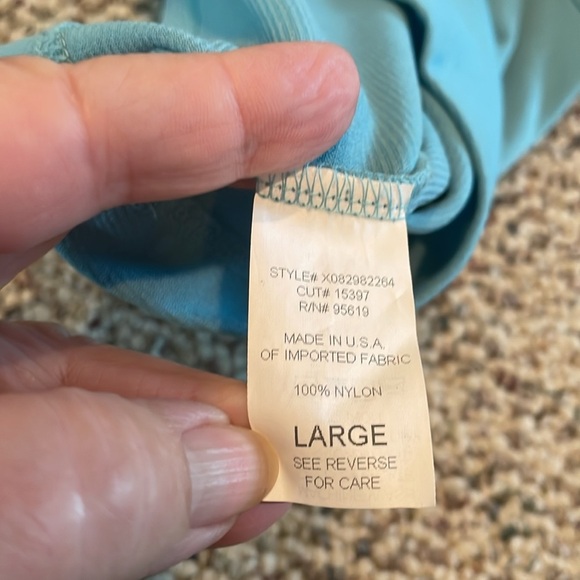 STYLE# X082982264
CUT# 15397
R/N# 95619
MADE IN U.S.A.
OF IMPORTED FABRIC
100% NYLON
LARGE
SEE REVERSE
FOR CARE